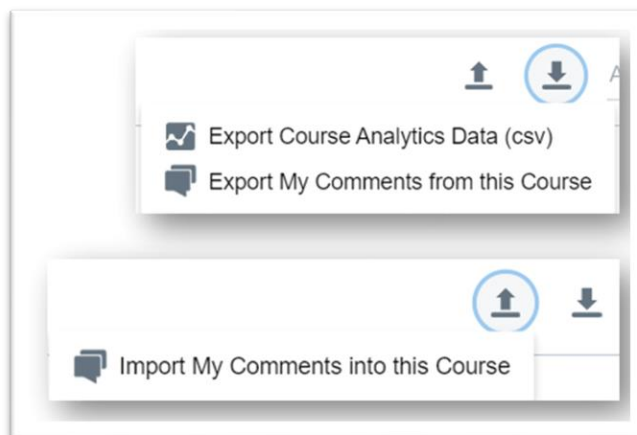 A
Export Course Analytics Data (csv)
Export My Comments from this Course
Import My Comments into this Course